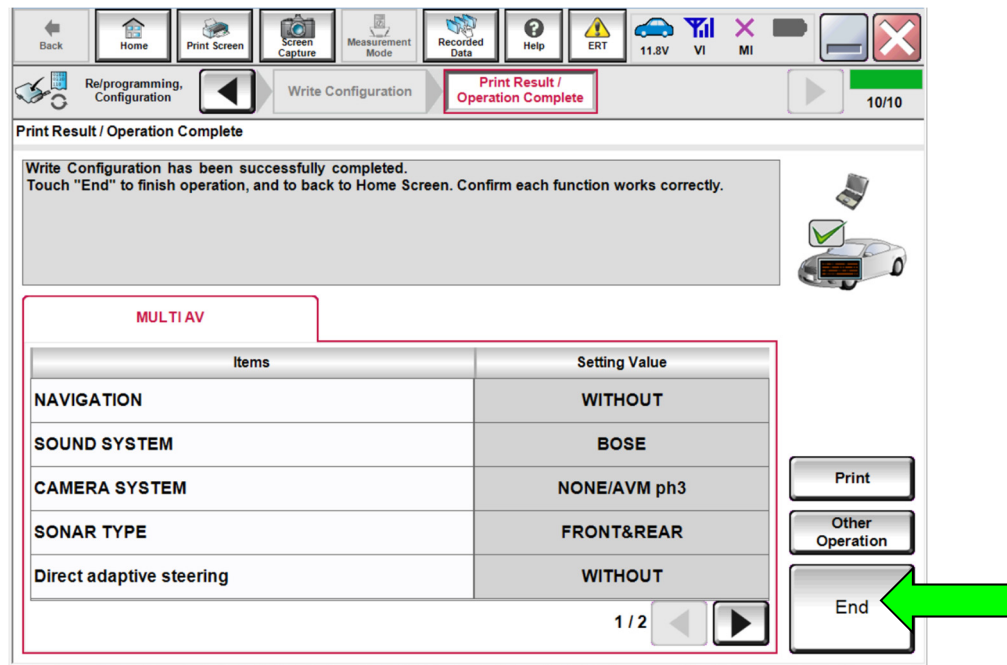 Back
Home
Print Screen
Screen
Capture
Measurement
Mode
Recorded
Data
Help
ERT
11.8V
VI
MI
Re/programming,
Configuration
Write Configuration
Print Result /
Operation Complete
10/10
Print Result / Operation Complete
Write Configuration has been successfully completed.
Touch "End" to finish operation, and to back to Home Screen. Confirm each function works correctly.
MULTI AV
Items
Setting Value
NAVIGATION
WITHOUT
SOUND SYSTEM
BOSE
CAMERA SYSTEM
NONE/AVM ph3
SONAR TYPE
FRONT&REAR
Direct adaptive steering
WITHOUT
1 / 2
Print
Other
Operation
End